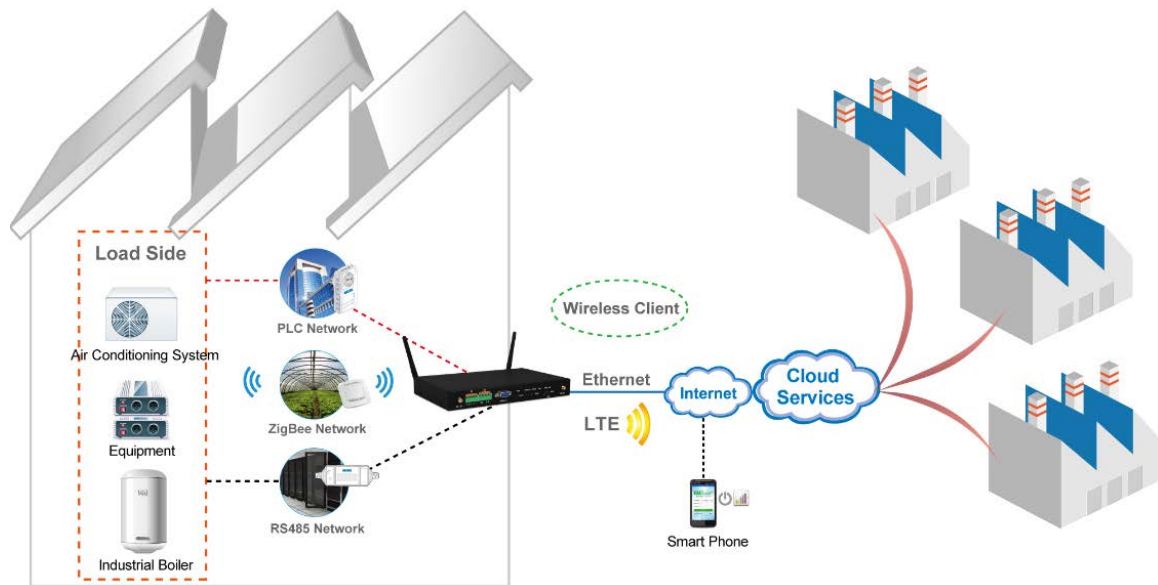 Load Side
Air Conditioning System
Equipment
Industrial Boiler
PLC Network
ZigBee Network
RS485 Network
Wireless Client
Ethernet
LTE
Internet
Cloud
Services
Smart Phone